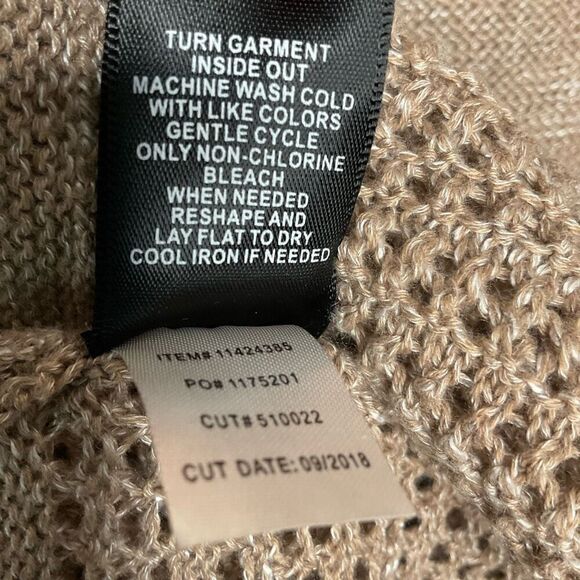 TURN GARMENT
INSIDE OUT
MACHINE WASH COLD
WITH LIKE COLORS
GENTLE CYCLE
ONLY NON-CHLORINE
BLEACH
WHEN NEEDED
RESHAPE AND
LAY FLAT TO DRY
COOL IRON IF NEEDED
ITEM# 11424385
PO# 1175201
CUT# 510022
CUT DATE: 09/2018